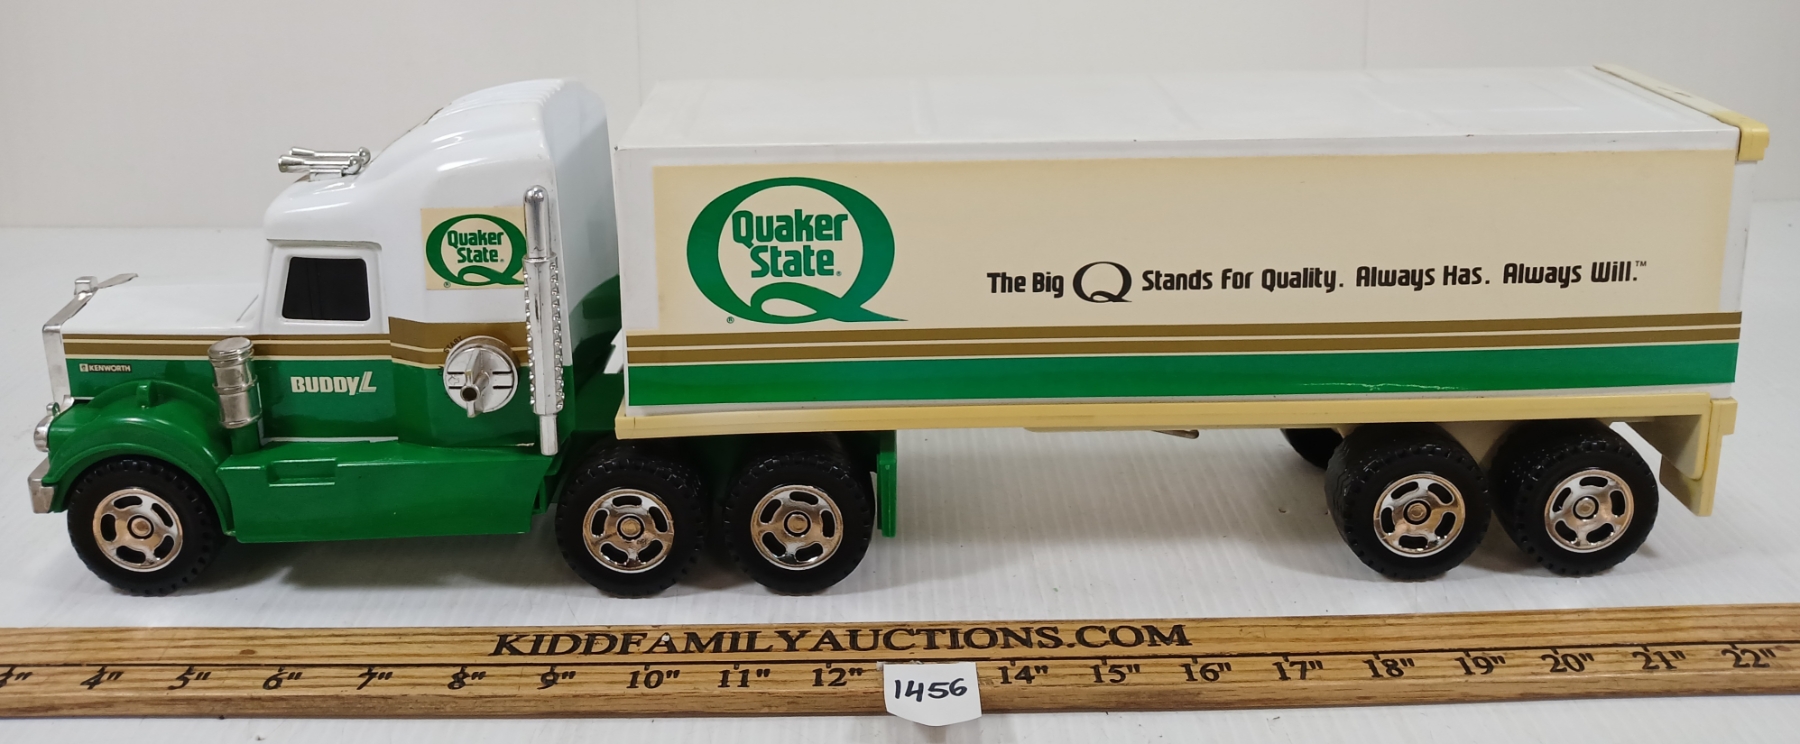 Quaker
State
®
KENWORTH
BUDDY L
START
Quaker
State®
®
The Big Q Stands For Quality. Always Has. Always Will.™
KIDDFAMILYAUCTIONS.COM
3" 4" 5" 6" 7" 8" 9" 10" 11" 12" 14" 15" 16" 17" 18" 19" 20" 21" 22"
1456